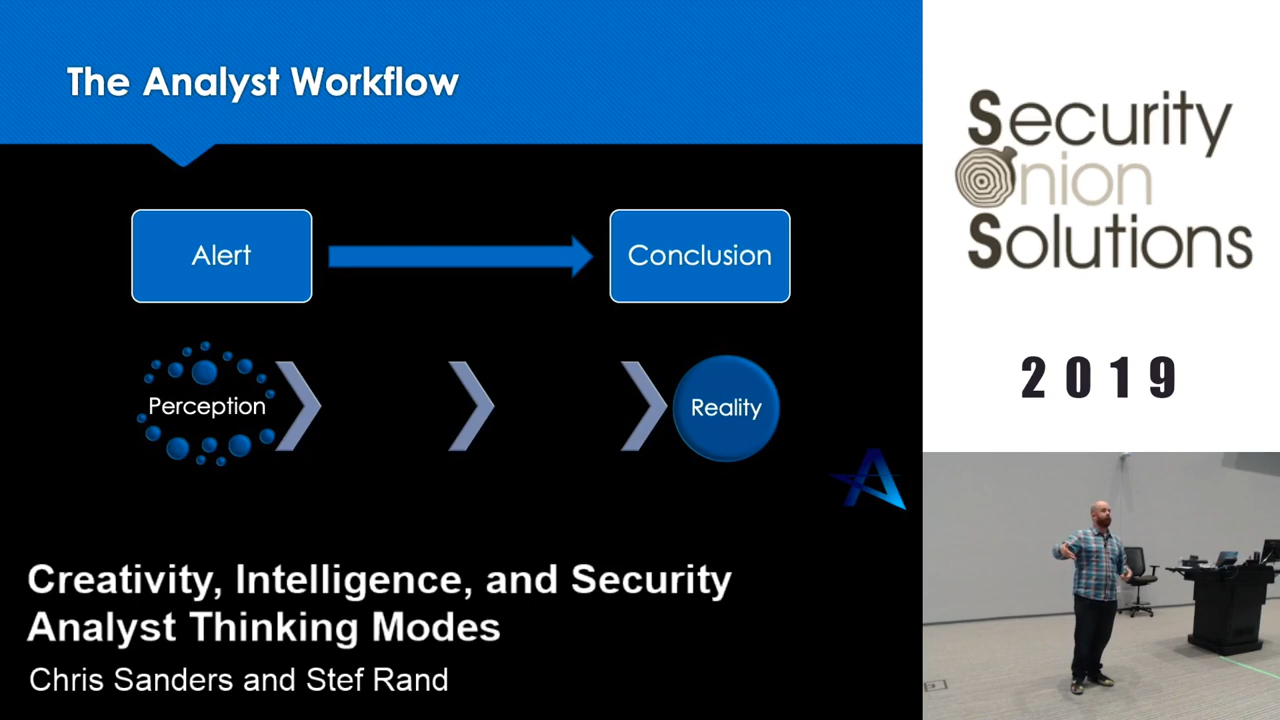 The Analyst Workflow
Alert
Conclusion
Perception
Reality
Creativity, Intelligence, and Security
Analyst Thinking Modes
Chris Sanders and Stef Rand
Security
Onion
Solutions
2019